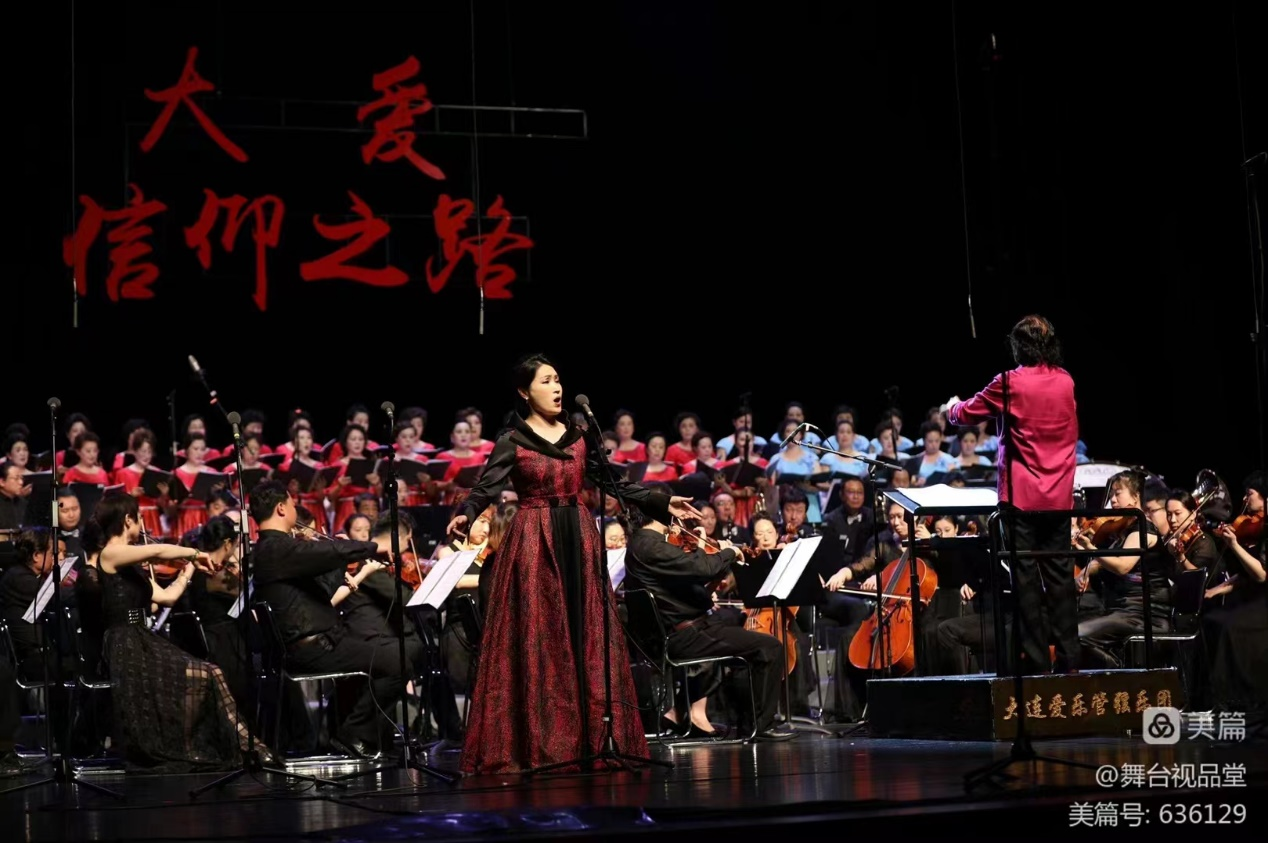 大 爱
信仰之路
大连爱乐管弦乐团
美篇
@舞台视品堂
美篇号: 636129